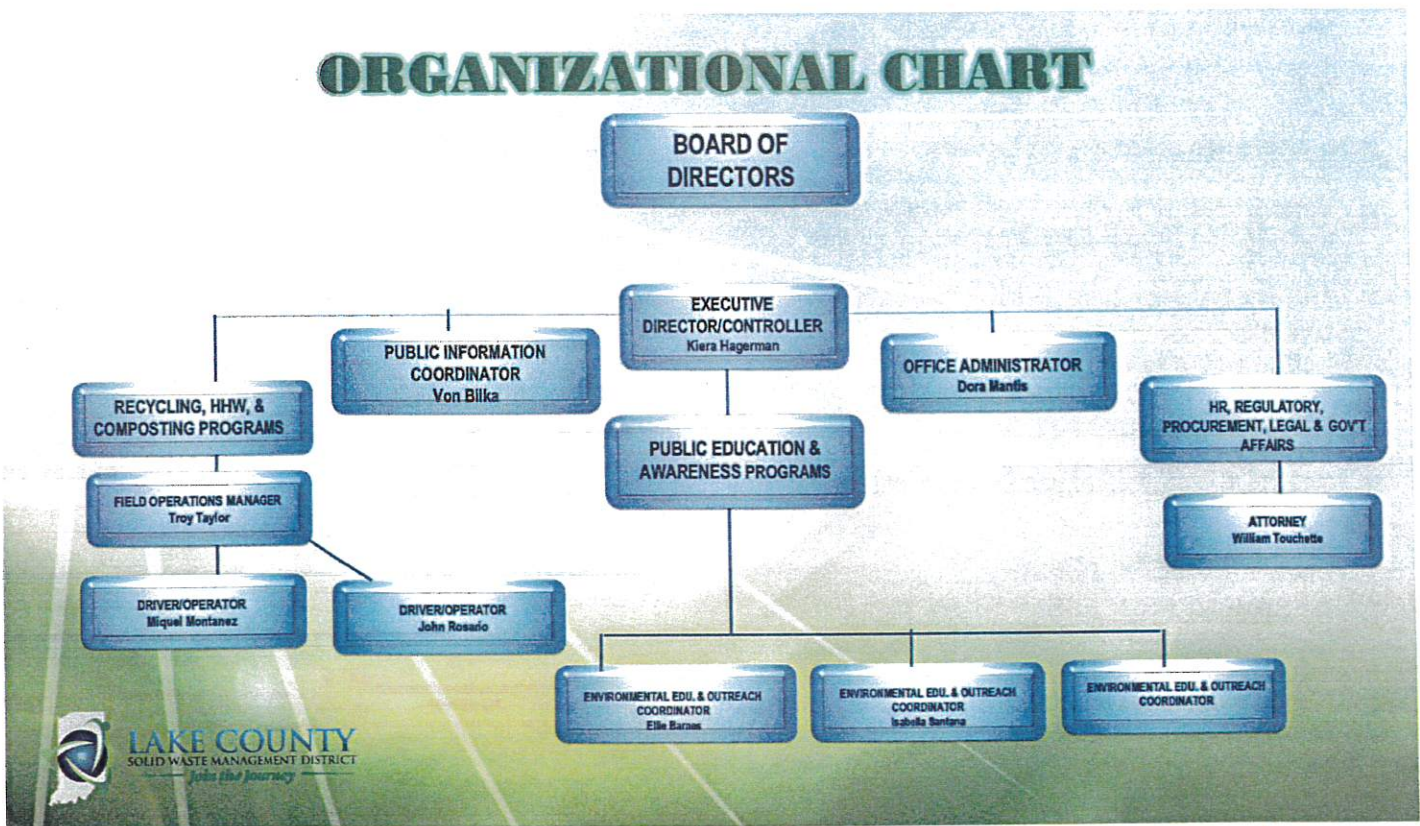 ORGANIZATIONAL CHART
BOARD OF
DIRECTORS
EXECUTIVE
DIRECTOR/CONTROLLER
Kiera Hagerman
PUBLIC INFORMATION
COORDINATOR
Von Bilka
OFFICE ADMINISTRATOR
Dora Mantis
RECYCLING, HHW, &
COMPOSTING PROGRAMS
HR, REGULATORY,
PROCUREMENT, LEGAL & GOV'T
AFFAIRS
PUBLIC EDUCATION &
AWARENESS PROGRAMS
FIELD OPERATIONS MANAGER
Troy Taylor
ATTORNEY
William Touchette
DRIVER/OPERATOR
Miquel Montanez
DRIVER/OPERATOR
John Rosario
ENVIRONMENTAL EDU. & OUTREACH
COORDINATOR
Ellie Barnes
ENVIRONMENTAL EDU. & OUTREACH
COORDINATOR
Isabella Santana
ENVIRONMENTAL EDU. & OUTREACH
COORDINATOR
LAKE COUNTY
SOLID WASTE MANAGEMENT DISTRICT
Join the Journey